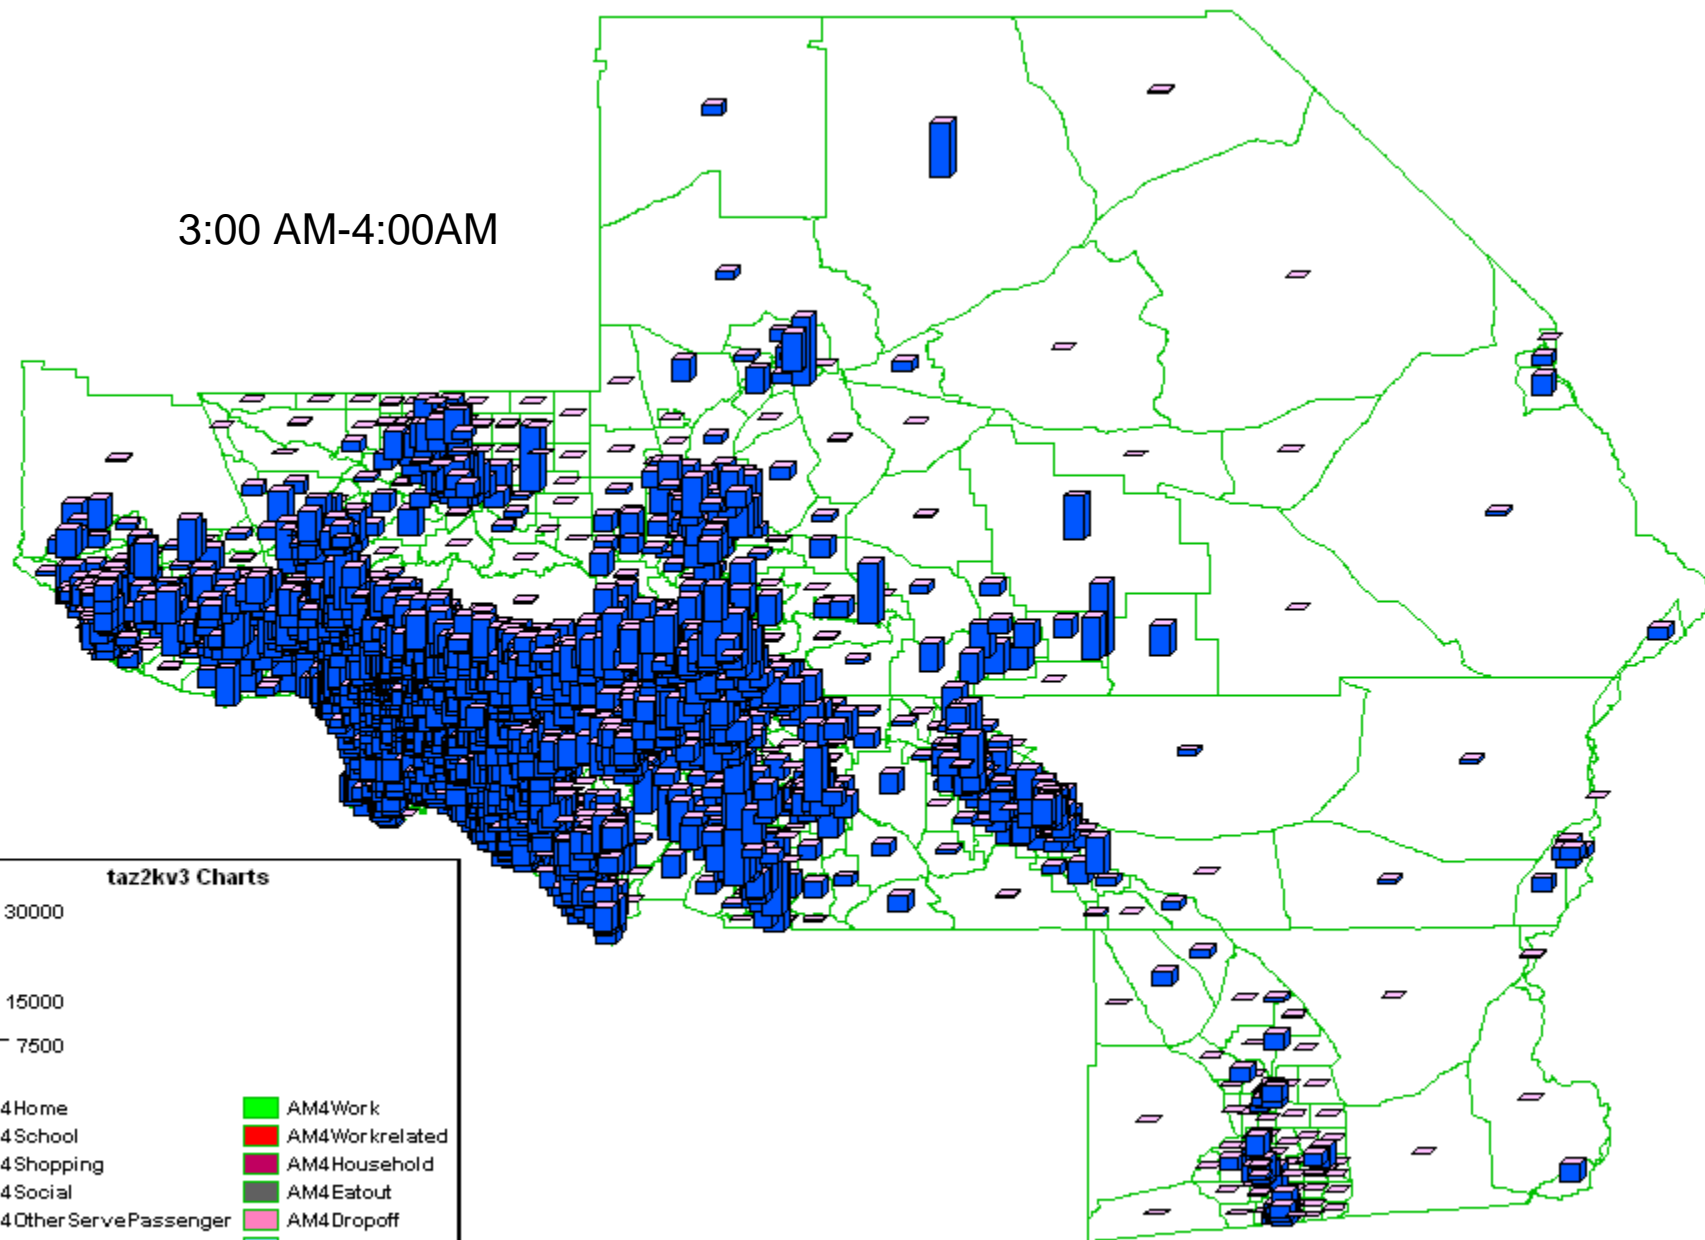 3:00 AM-4:00AM
taz2kv3 Charts
30000
15000
7500
4Home
AM4Work
4School
AM4Workrelated
4Shopping
AM4Household
4Social
AM4Eatout
4OtherServePassenger
AM4Dropoff